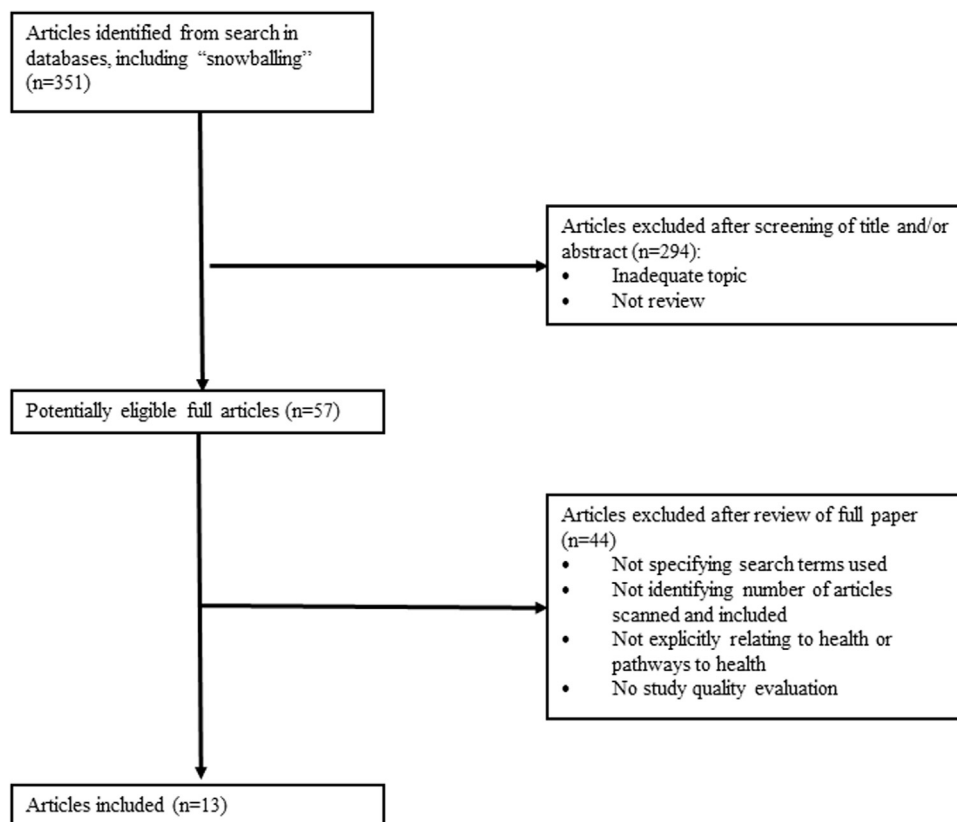 Articles identified from search in
databases, including “snowballing”
(n=351)
Articles excluded after screening of title and/or
abstract (n=294):
• Inadequate topic
• Not review
Potentially eligible full articles (n=57)
Articles excluded after review of full paper
(n=44)
• Not specifying search terms used
• Not identifying number of articles
scanned and included
• Not explicitly relating to health or
pathways to health
• No study quality evaluation
Articles included (n=13)